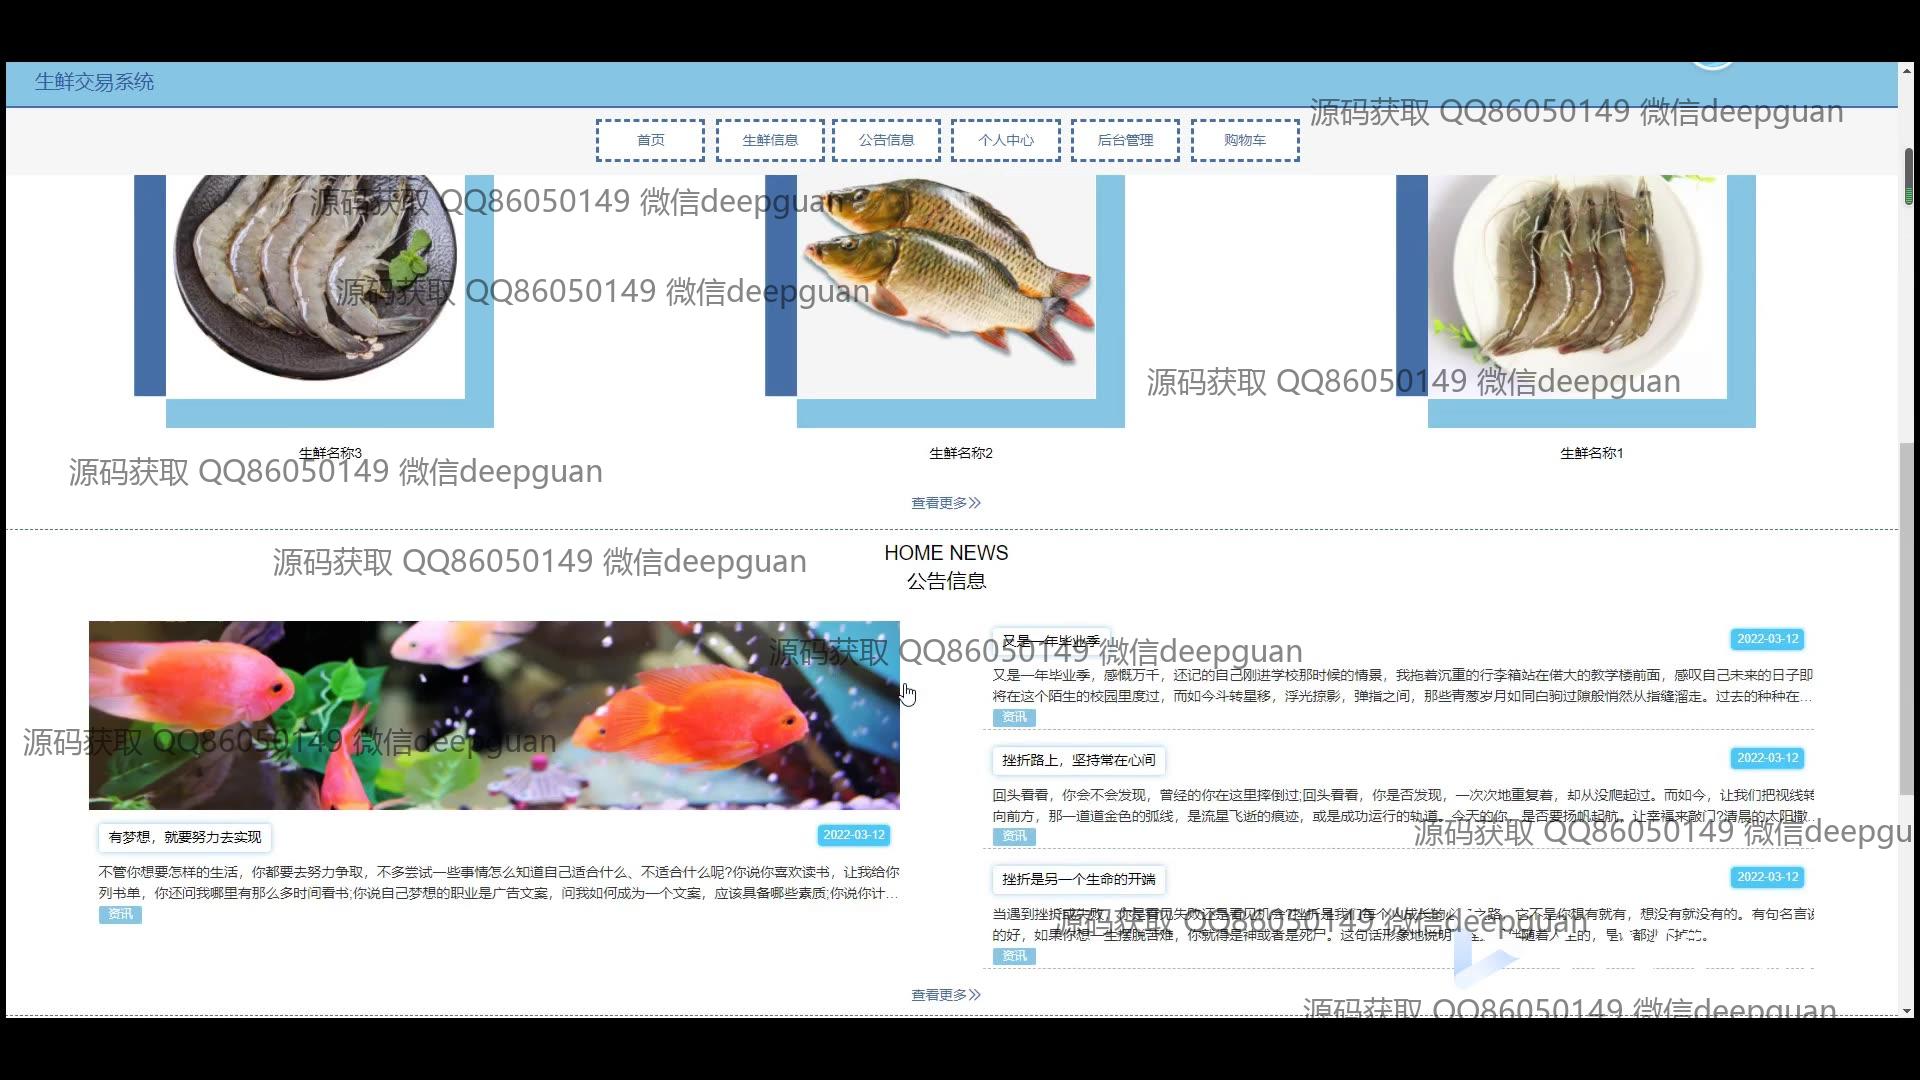 生鲜交易系统
源码获取 QQ86050149 微信deepguan
首页
生鲜信息
公告信息
个人中心
后台管理
购物车
源码获取 QQ86050149 微信deepguan
源码获取 QQ86050149 微信deepguan
源码获取 QQ86050149 微信deepguan
生鲜名称3
生鲜名称2
生鲜名称1
源码获取 QQ86050149 微信deepguan
查看更多
HOME NEWS
源码获取 QQ86050149 微信deepguan
公告信息
源码获取 QQ86050149 微信deepguan
源码获取 QQ86050149 微信deepguan
有梦想，就要努力去实现
2022-03-12
不管你想要怎样的生活，你都要去努力争取，不多尝试一些事情怎么知道自己适合什么、不适合什么呢?你说你喜欢读书，让我给你
列书单，你还问我哪里有那么多时间看书;你说自己梦想的职业是广告文案，问我如何成为一个文案，应该具备哪些素质;你说你计...
资讯
又是一年毕业季
2022-03-12
又是一年毕业季，感慨万千，还记的自己刚进学校那时候的情景，我拖着沉重的行李箱站在偌大的教学楼前面，感叹自己未来的日子即
将在这个陌生的校园里度过，而如今斗转星移，浮光掠影，弹指之间，那些青葱岁月如同白驹过隙般悄然从指缝溜走。过去的种种在...
资讯
挫折路上，坚持常在心间
2022-03-12
回头看看，你会不会发现，曾经的你在这里摔倒过;回头看看，你是否发现，一次次地重复着，却从没爬起过。而如今，让我们把视线转
向前方，那一道道金色的弧线，是流星飞逝的痕迹，或是成功运行的轨道。今天的你，是否要扬帆起航，让幸福来敲门?清晨的太阳撒...
资讯
源码获取 QQ86050149 微信deepgu
挫折是另一个生命的开端
2022-03-12
当遇到挫折或失败，你是看见失败还是看见机会?挫折是我们每个人成长的必 之路，它不是你想有就有，想没有就没有的。有句名言说
的好，如果你想一生摆脱苦难，你就得是神或者是死尸。这句话形象地说明
资讯
源码获取 QQ86050149 微信deepguan
查看更多
源码获取 QQ86050149 微信deepguan